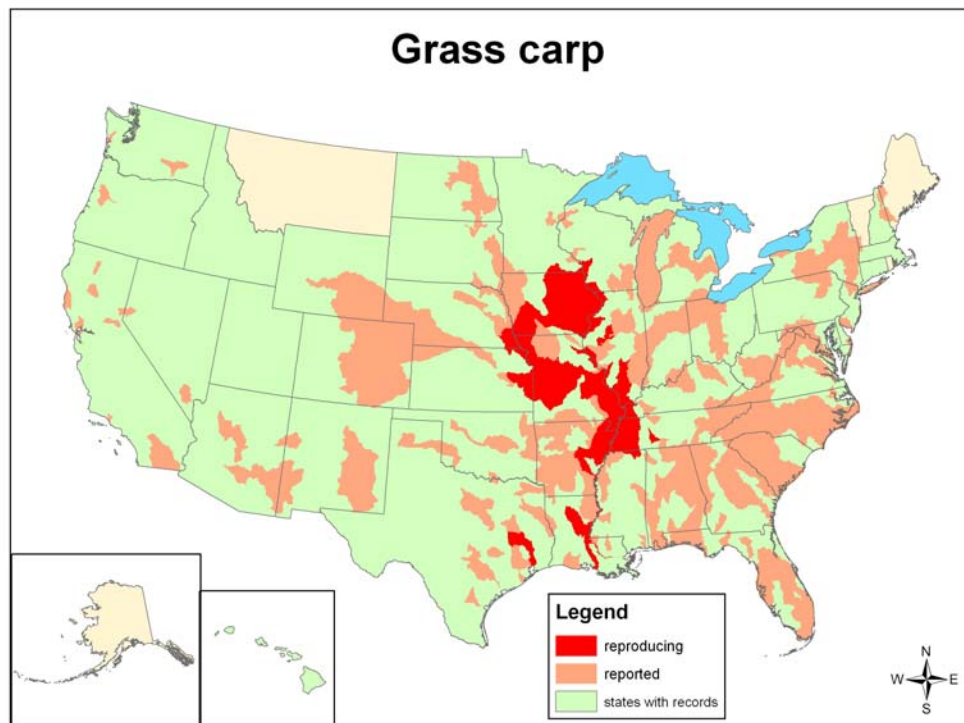 Grass carp
Legend
reproducing
reported
states with records
N
W E
S